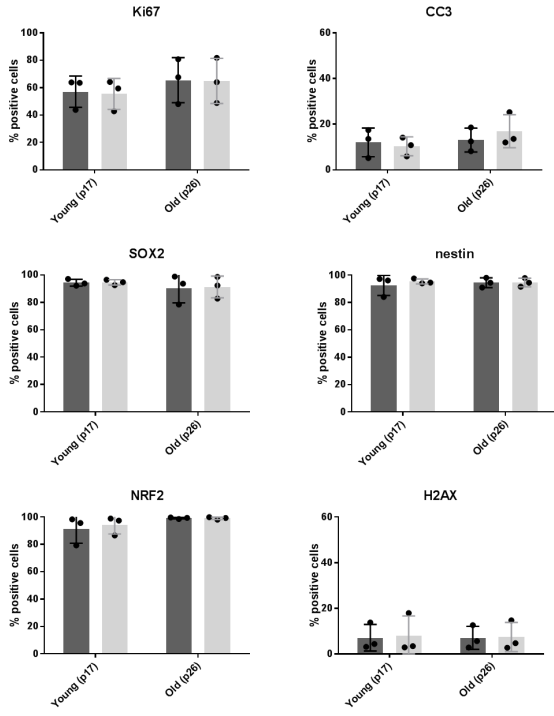 Ki67
% positive cells
100
80
60
40
20
0
Young (p17)
Old (p26)
CC3
% positive cells
60
40
20
0
Young (p17)
Old (p26)
SOX2
% positive cells
100
80
60
40
20
0
Young (p17)
Old (p26)
nestin
% positive cells
100
80
60
40
20
0
Young (p17)
Old (p26)
NRF2
% positive cells
100
80
60
40
20
0
Young (p17)
Old (p26)
H2AX
% positive cells
60
40
20
0
Young (p17)
Old (p26)